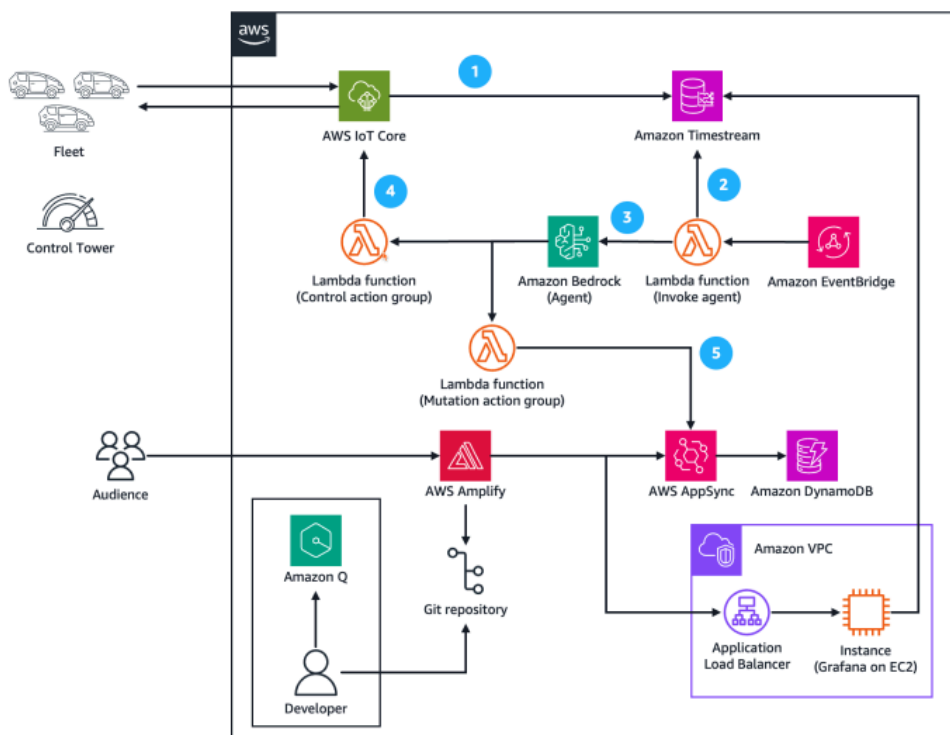 aws
1
AWS IoT Core
Amazon Timestream
Fleet
4
2
3
Control Tower
Lambda function
(Control action group)
Amazon Bedrock
(Agent)
Lambda function
(Invoke agent)
Amazon EventBridge
5
Lambda function
(Mutation action group)
Audience
AWS Amplify
AWS AppSync
Amazon DynamoDB
Amazon VPC
Amazon Q
Git repository
Application
Load Balancer
Instance
(Grafana on EC2)
Developer